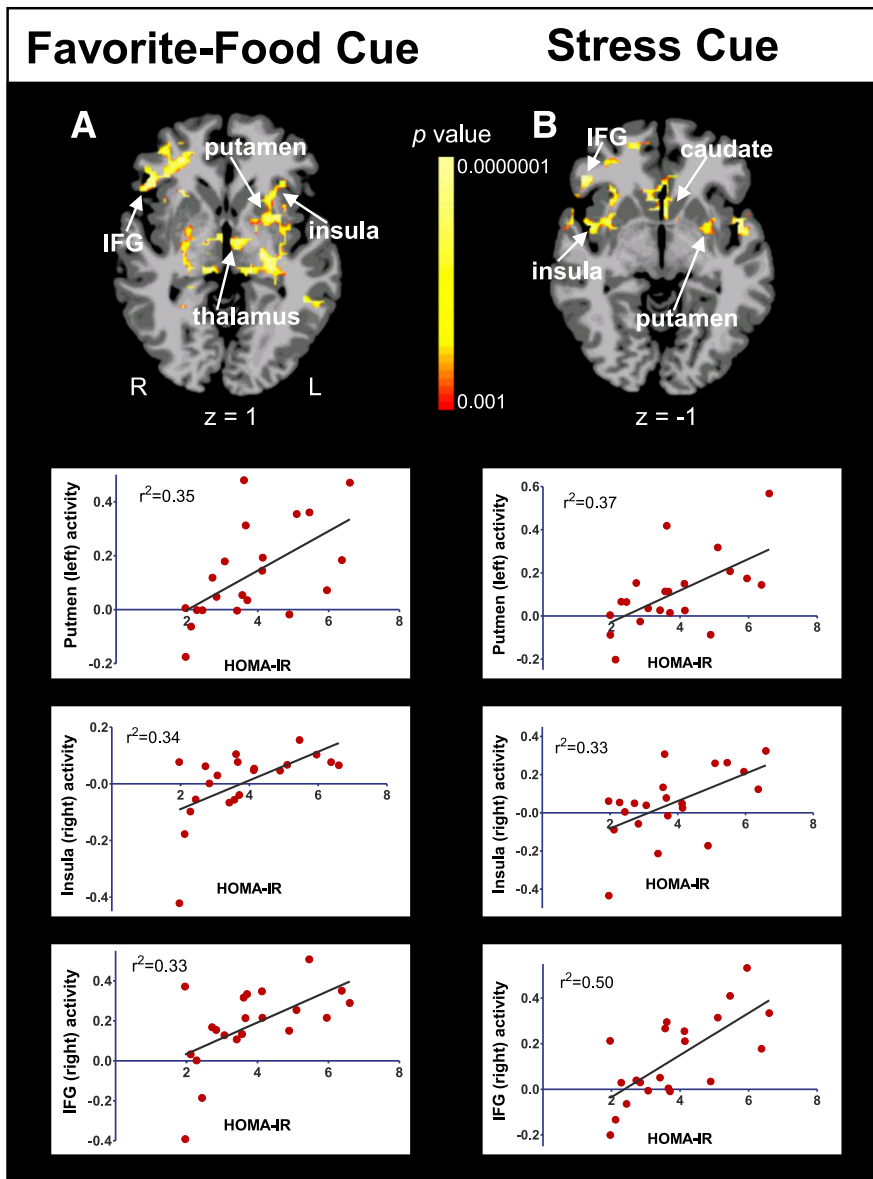 Favorite-Food Cue
Stress Cue
A
putamen
insula
IFG
thalamus
R
L
z = 1
p value
0.0000001
0.001
B
IFG
caudate
insula
putamen
z = -1
r²=0.35
Putmen (left) activity
0.4
0.2
0.0
-0.2
2
4
6
8
HOMA-IR
r²=0.37
Putmen (left) activity
0.6
0.4
0.2
0.0
-0.2
2
4
6
8
HOMA-IR
r²=0.34
Insula (right) activity
0.2
-0.0
-0.2
-0.4
2
4
6
8
HOMA-IR
r²=0.33
Insula (right) activity
0.4
0.2
-0.0
-0.2
-0.4
2
4
6
8
HOMA-IR
r²=0.33
IFG (right) activity
0.4
0.2
0.0
-0.2
-0.4
2
4
6
8
HOMA-IR
r²=0.50
IFG (right) activity
0.4
0.2
0.0
-0.2
2
4
6
8
HOMA-IR